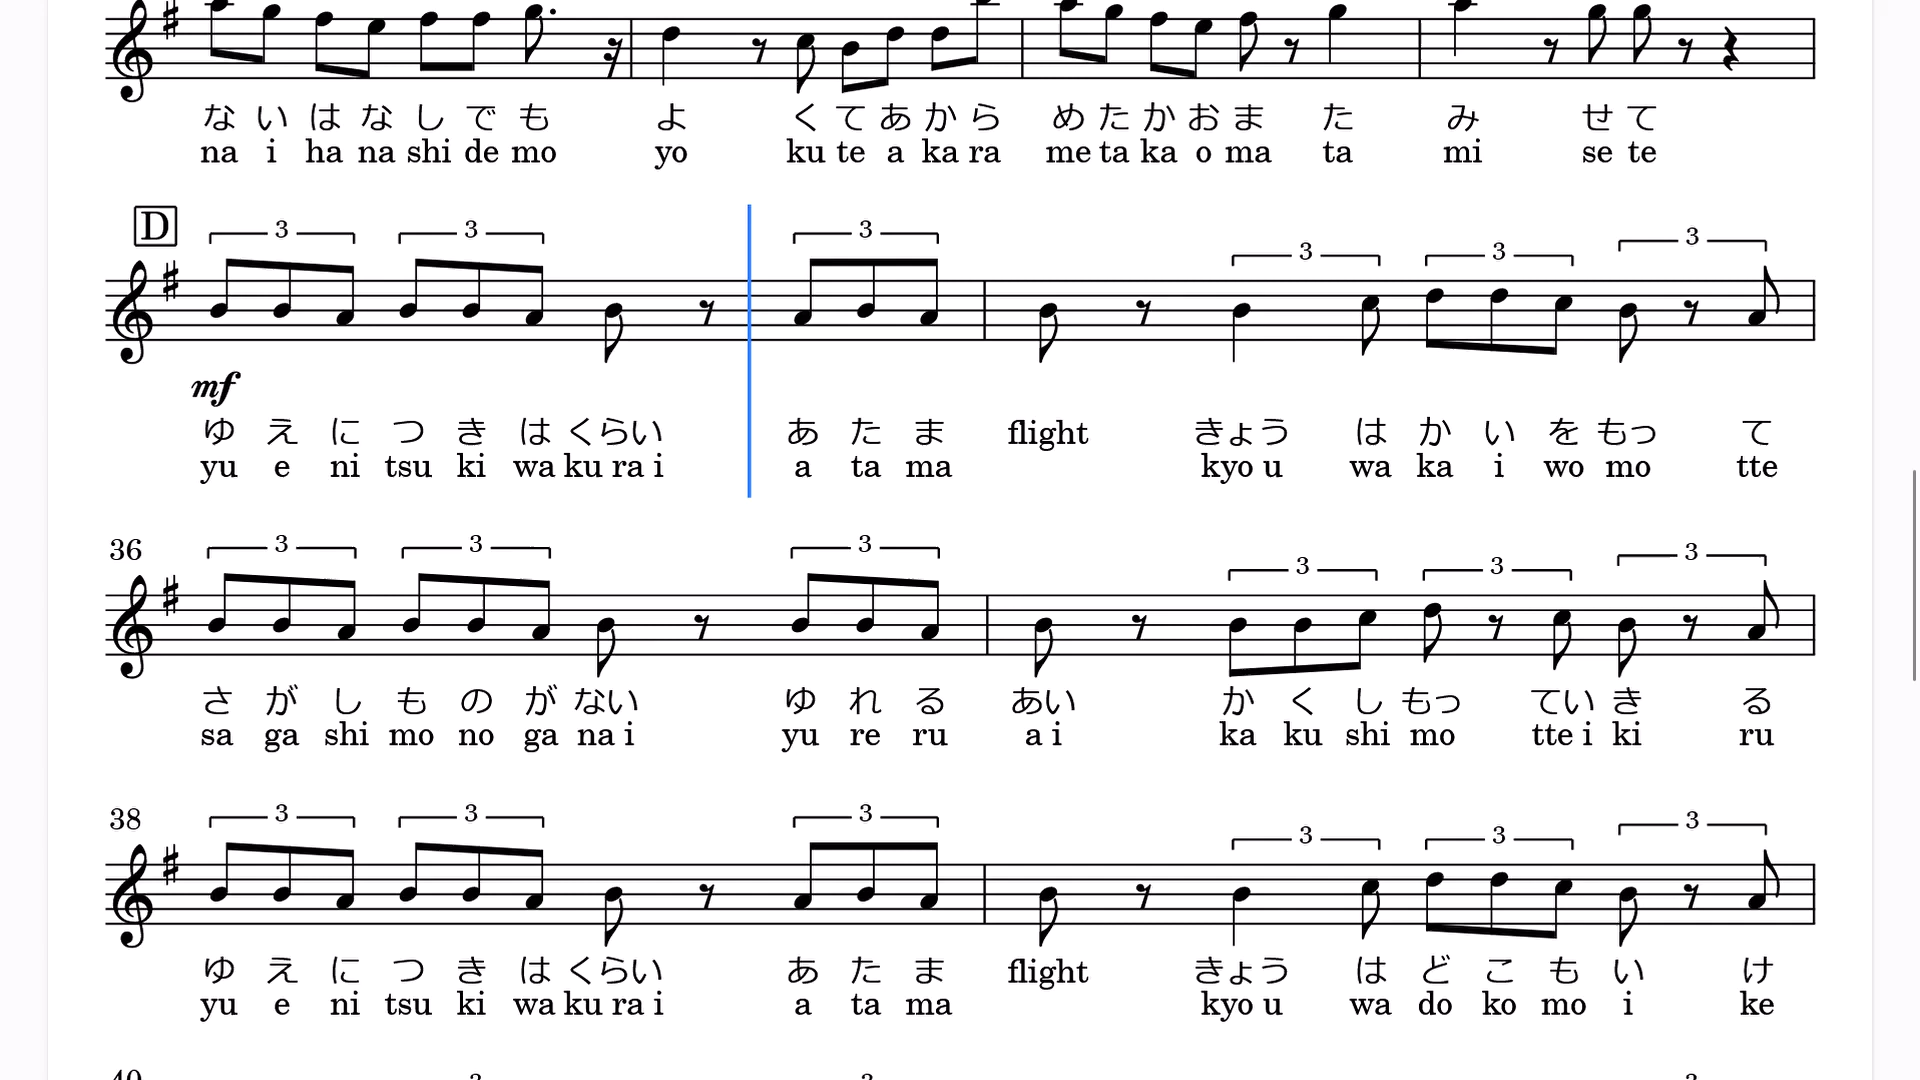 な い は な し で も よ く て あ か ら め た か お ま た み せ て
na i ha na shi de mo yo ku te a ka ra me ta ka o ma ta mi se te
D
3 3 3 3 3 3
mf
ゆ え に つ き は くらい あ た ま flight きょう は か い を もっ て
yu e ni tsu ki wa ku ra i a ta ma kyo u wa ka i wo mo tte
36
3 3 3 3 3 3
さ が し も の が ない ゆ れ る あい か く し もっ てい き る
sa ga shi mo no ga na i yu re ru a i ka ku shi mo tte i ki ru
38
3 3 3 3 3 3
ゆ え に つ き は くらい あ た ま flight きょう は ど こ も い け
yu e ni tsu ki wa ku ra i a ta ma kyo u wa do ko mo i ke